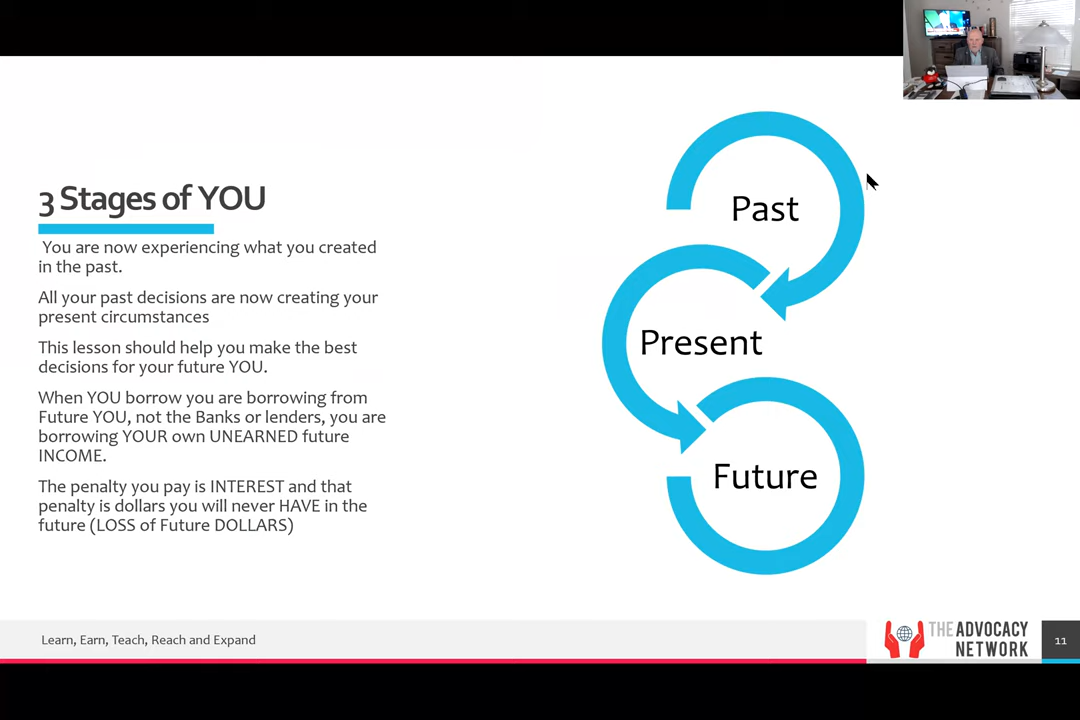 3 Stages of YOU
You are now experiencing what you created
in the past.
All your past decisions are now creating your
present circumstances
This lesson should help you make the best
decisions for your future YOU.
When YOU borrow you are borrowing from
Future YOU, not the Banks or lenders, you are
borrowing YOUR own UNEARNED future
INCOME.
The penalty you pay is INTEREST and that
penalty is dollars you will never HAVE in the
future (LOSS of Future DOLLARS)
Past
Present
Future
Learn, Earn, Teach, Reach and Expand
THE ADVOCACY
NETWORK
11